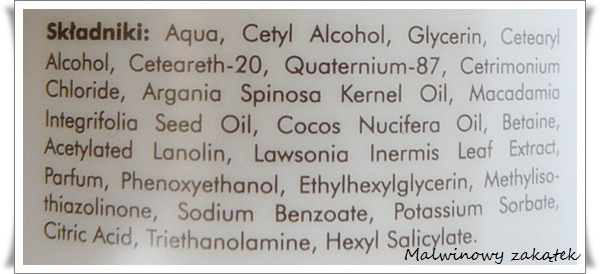 Składniki: Aqua, Cetyl Alcohol, Glycerin, Cetearyl
Alcohol, Ceteareth-20, Quaternium-87, Cetrimonium
Chloride, Argania Spinosa Kernel Oil, Macadamia
Integrifolia Seed Oil, Cocos Nucifera Oil, Betaine,
Acetylated Lanolin, Lawsonia Inermis Leaf Extract,
Parfum, Phenoxyethanol, Ethylhexylglycerin, Methyliso-
thiazolinone, Sodium Benzoate, Potassium Sorbate,
Citric Acid, Triethanolamine, Hexyl Salicylate.
Malwinowy zakątek